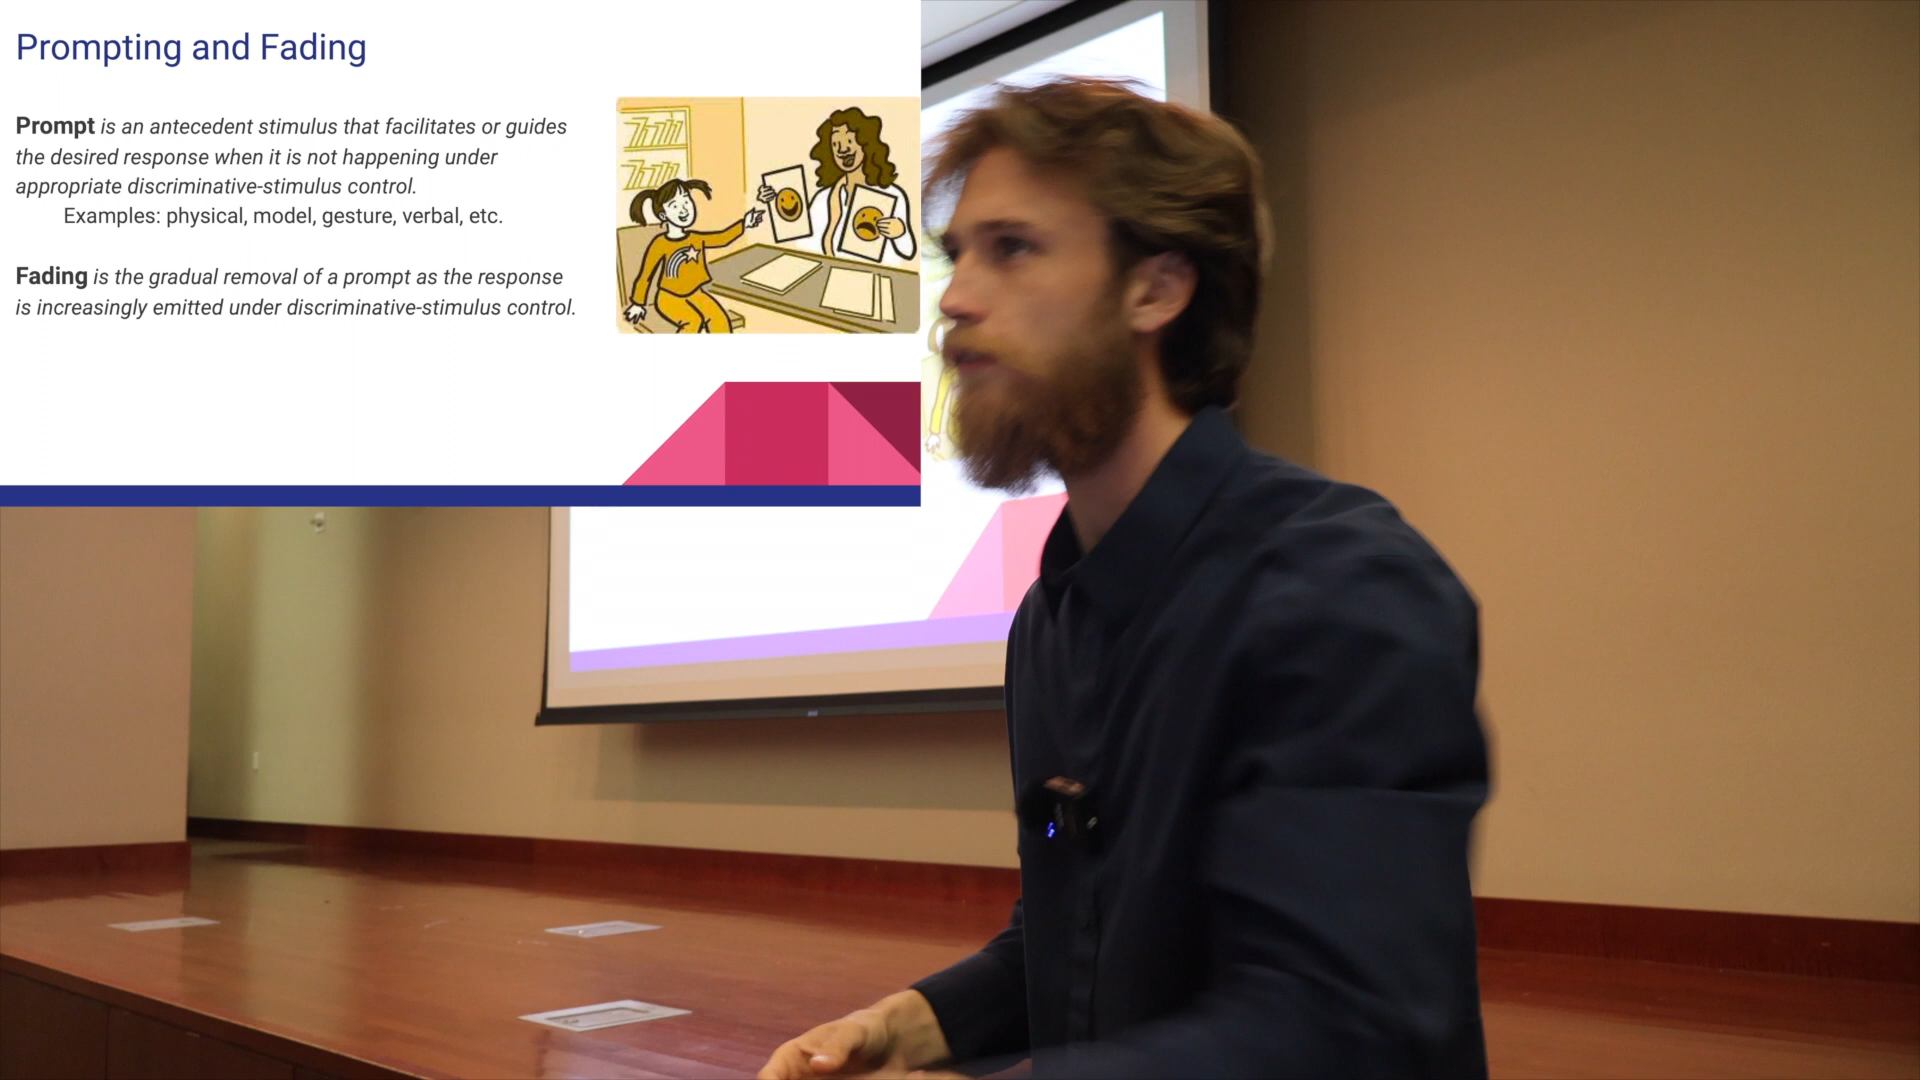 Prompting and Fading
Prompt is an antecedent stimulus that facilitates or guides
the desired response when it is not happening under
appropriate discriminative-stimulus control.
Examples: physical, model, gesture, verbal, etc.
Fading is the gradual removal of a prompt as the response
is increasingly emitted under discriminative-stimulus control.